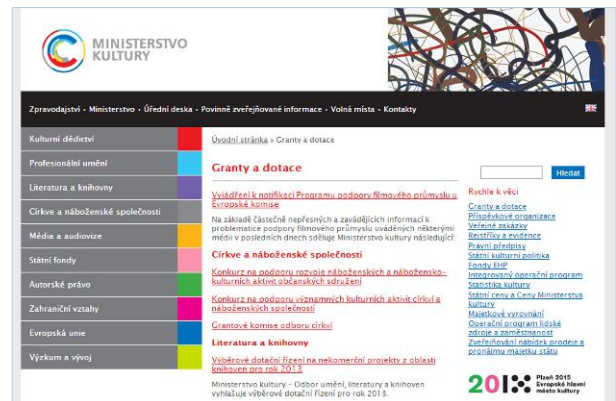 MINISTERSTVO
KULTURY
Zpravodajství • Ministerstvo • Úřední deska • Povinně zveřejňované informace • Volná místa • Kontakty
Kulturní dědictví
Profesionální umění
Literatura a knihovny
Církve a náboženské společnosti
Média a audiovize
Státní fondy
Autorské právo
Zahraniční vztahy
Evropská unie
Výzkum a vývoj
Úvodní stránka » Granty a dotace
Granty a dotace
Vyjádření k notifikaci Programu podpory filmového průmyslu u
Evropské komise
Na základě částečně nepřesných a zavádějících informací k
problematice podpory filmového průmyslu uváděných některými
médii v posledních dnech sděluje Ministerstvo kultury následující:
Církve a náboženské společnosti
Konkurz na podporu rozvoje náboženských a nábožensko-
kulturních aktivit občanských sdružení
Konkurz na podporu významných kulturních aktivit církví a
náboženských společností
Grantové komise odboru církví
Literatura a knihovny
Výběrové dotační řízení na nekomerční projekty z oblasti
knihoven pro rok 2013
Ministerstvo kultury - Odbor umění, literatury a knihoven
vyhlašuje výběrové dotační řízení pro rok 2013.
Hledat
Rychle k věci
Granty a dotace
Příspěvkové organizace
Veřejné zakázky
Rejstříky a evidence
Právní předpisy
Státní kulturní politika
Fondy EHP
Integrovaný operační program
Statistika kultury
Státní ceny a Ceny Ministerstva
kultury
Majetkové vyrovnání
Operační program lidské
zdroje a zaměstnanost
Zveřejňování nabídek prodeje a
pronájmu majetku státu
Plzeň 2015
Evropské hlavní
město kultury